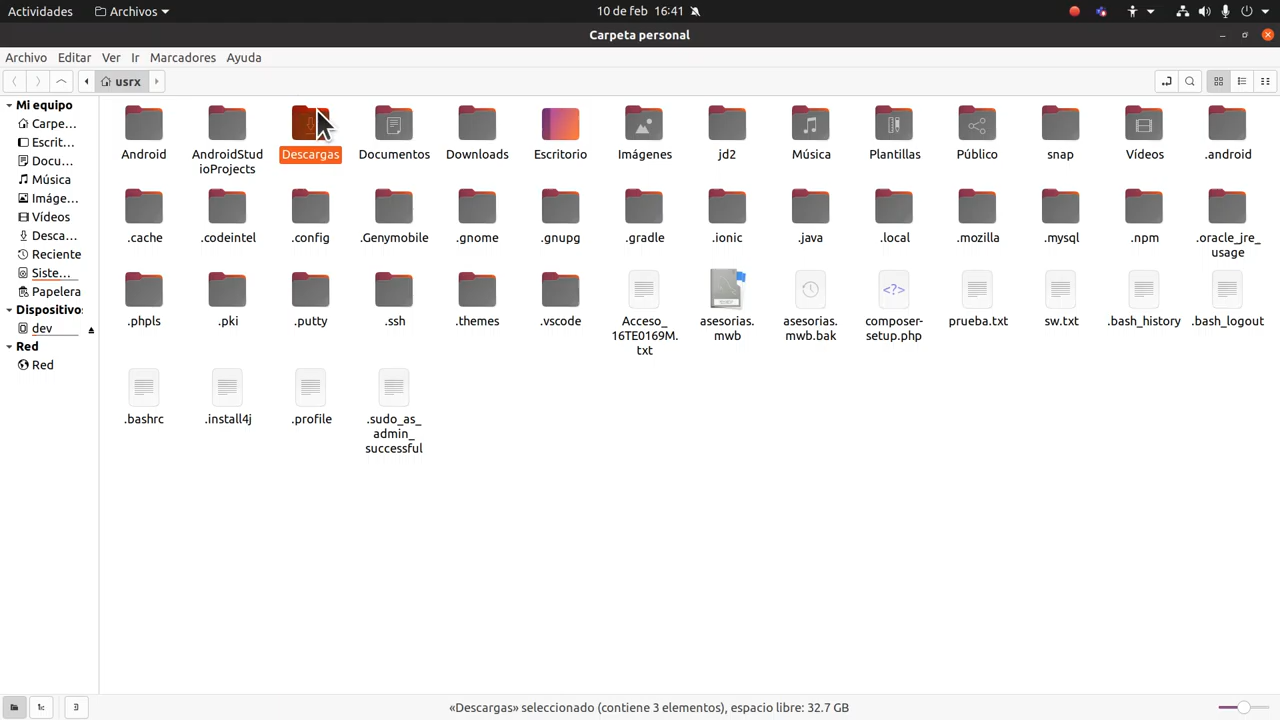 Actividades
Archivos
10 de feb 16:41
Carpeta personal
Archivo Editar Ver Ir Marcadores Ayuda
usrx
Mi equipo
Carpe...
Escrit...
Docu...
Música
Imáge...
Vídeos
Desca...
Reciente
Siste...
Papelera
Dispositivos
dev
Red
Red
Android
AndroidStud
ioProjects
Descargas
Documentos
Downloads
Escritorio
Imágenes
jd2
Música
Plantillas
Público
snap
Vídeos
.android
.cache
.codeintel
.config
.Genymobile
.gnome
.gnupg
.gradle
.ionic
.java
.local
.mozilla
.mysql
.npm
.oracle_jre_
usage
.phpls
.pki
.putty
.ssh
.themes
.vscode
Acceso_
16TE0169M.
txt
asesorias.
mwb
asesorias.
mwb.bak
<?>
composer-
setup.php
prueba.txt
sw.txt
.bash_history
.bash_logout
.bashrc
.install4j
.profile
.sudo_as_
admin_
successful
«Descargas» seleccionado (contiene 3 elementos), espacio libre: 32.7 GB